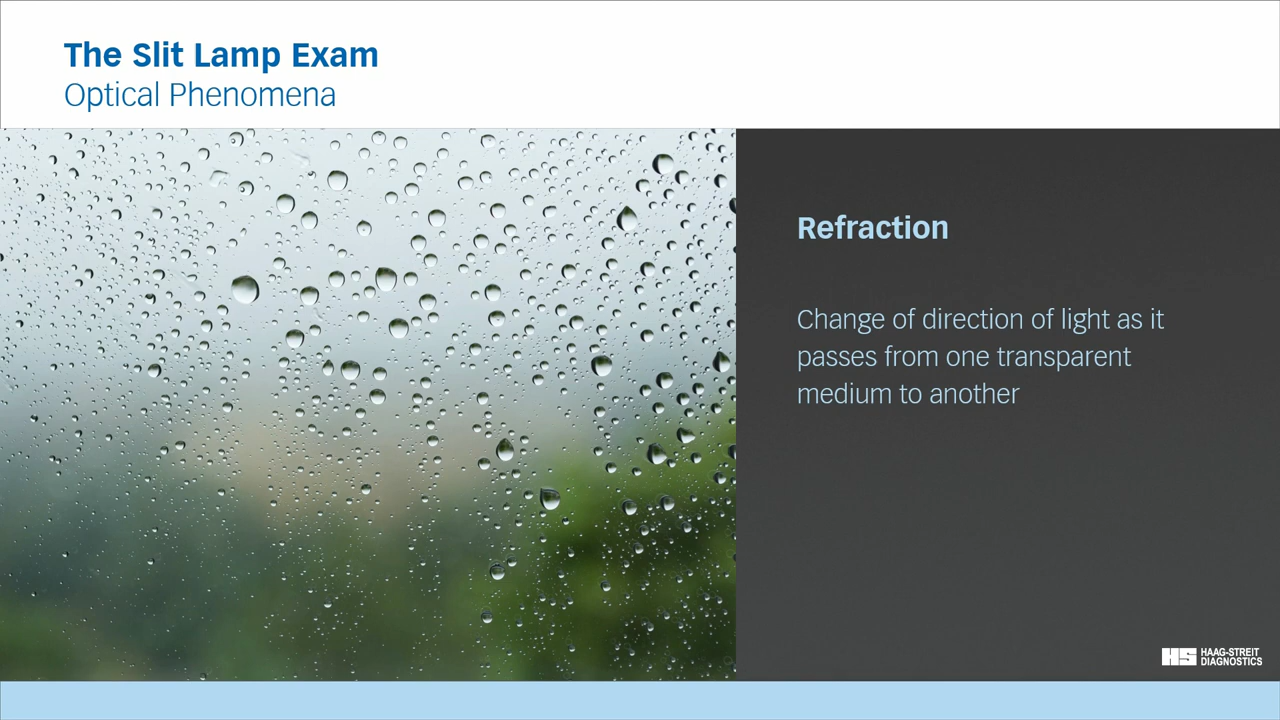 The Slit Lamp Exam
Optical Phenomena
Refraction
Change of direction of light as it
passes from one transparent
medium to another
HS HAAG-STREIT
DIAGNOSTICS